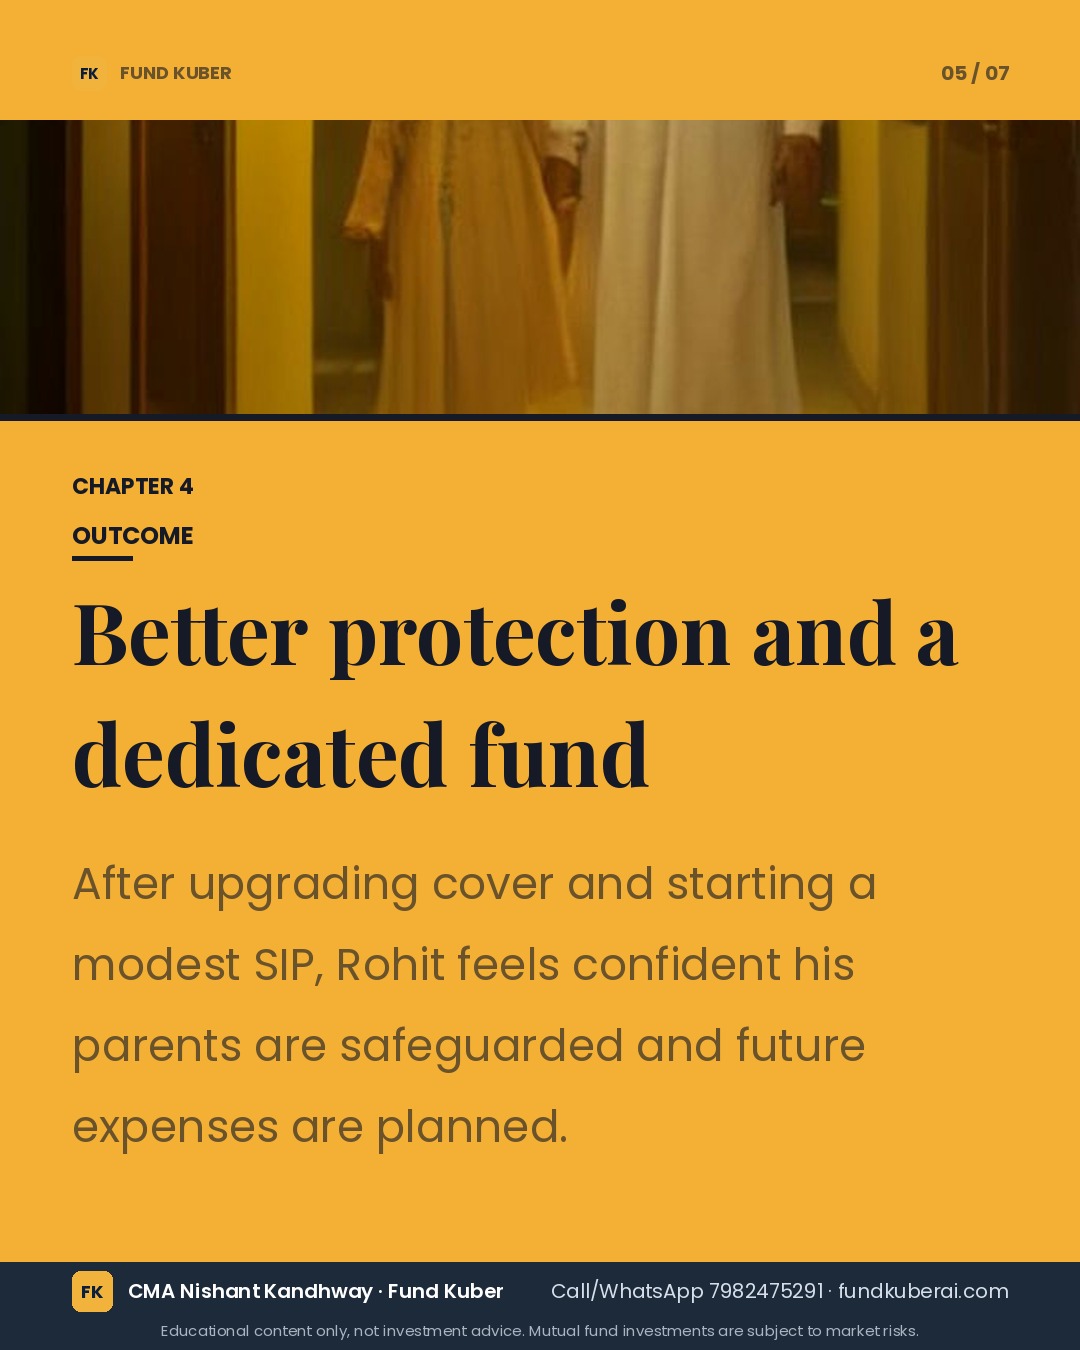 FK FUND KUBER
05 / 07
CHAPTER 4
OUTCOME
Better protection and a
dedicated fund
After upgrading cover and starting a
modest SIP, Rohit feels confident his
parents are safeguarded and future
expenses are planned.
FK CMA Nishant Kandhway · Fund Kuber
Call/WhatsApp 7982475291 · fundkuberai.com
Educational content only, not investment advice. Mutual fund investments are subject to market risks.